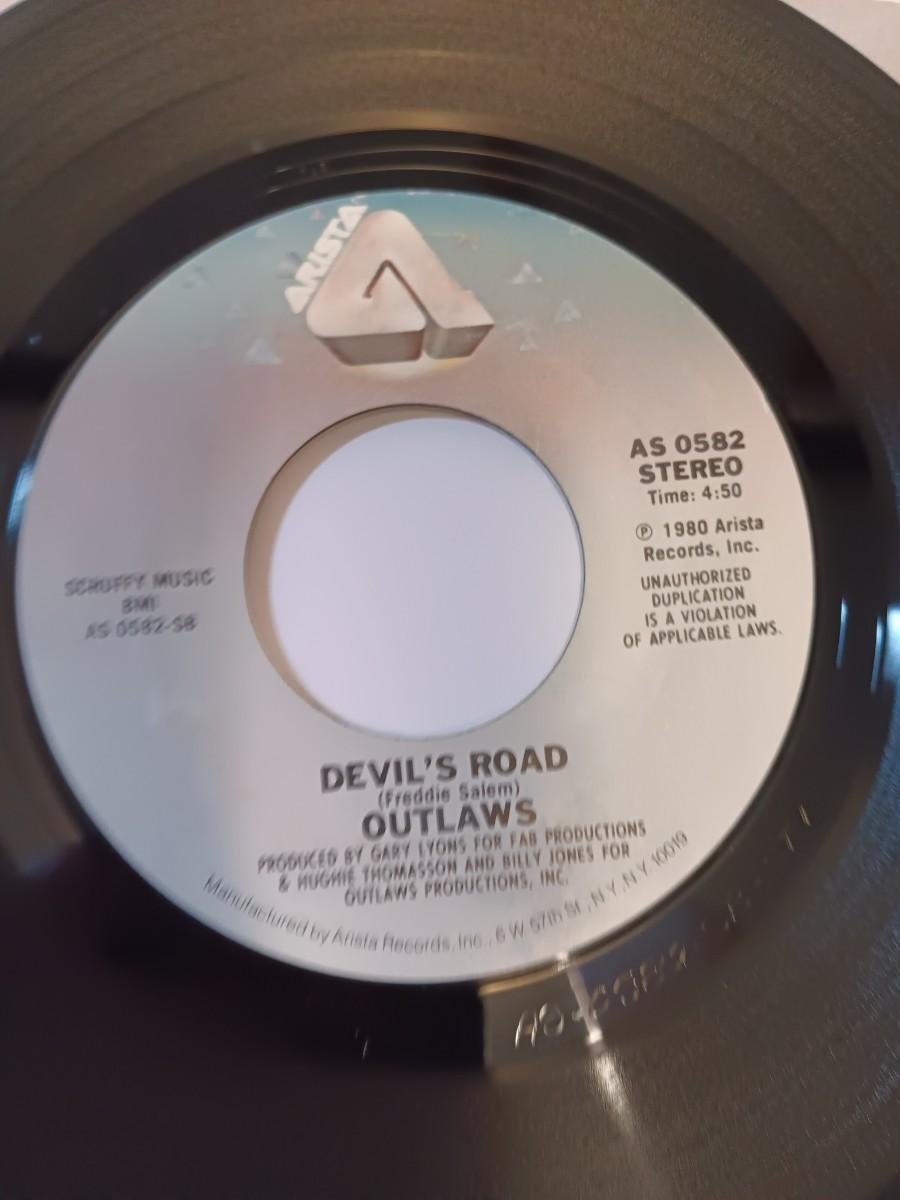 ARISTA
AS 0582
STEREO
Time: 4:50
℗ 1980 Arista
Records, Inc.
UNAUTHORIZED
DUPLICATION
IS A VIOLATION
OF APPLICABLE LAWS.
SCRUFFY MUSIC
BMI
AS 0582-SB
DEVIL'S ROAD
(Freddie Salem)
OUTLAWS
PRODUCED BY GARY LYONS FOR FAB PRODUCTIONS
& HUGHIE THOMASSON AND BILLY JONES FOR
OUTLAWS PRODUCTIONS, INC.
Manufactured by Arista Records, Inc., 6 W. 57th St., N.Y., N.Y. 10019